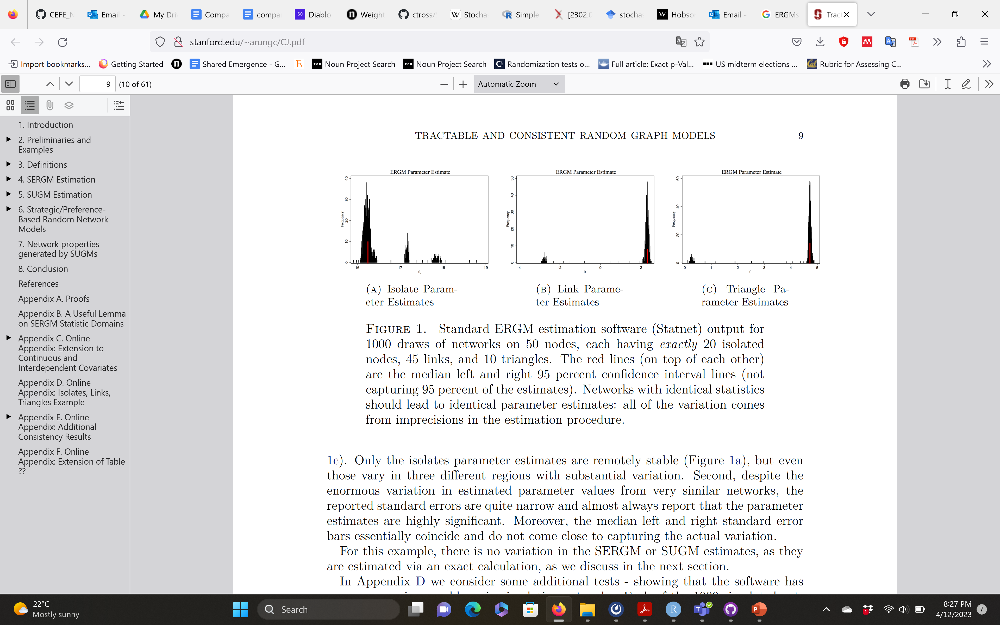 CEFE_N
Email -
My Driv
Compa
compa
Diablo
Weight
ctross/
Stocha
Simple
[2302.0
stochas
Hobson
Email -
ERGMs
Tract
stanford.edu/~arungc/CJ.pdf
Import bookmarks...
Getting Started
Shared Emergence - G...
Noun Project Search
Noun Project Search
Randomization tests o...
Full article: Exact p-Val...
US midterm elections ...
Rubric for Assessing C...
9 (10 of 61)
Automatic Zoom
1. Introduction
2. Preliminaries and
Examples
3. Definitions
4. SERGM Estimation
5. SUGM Estimation
6. Strategic/Preference-
Based Random Network
Models
7. Network properties
generated by SUGMs
8. Conclusion
References
Appendix A. Proofs
Appendix B. A Useful Lemma
on SERGM Statistic Domains
Appendix C. Online
Appendix: Extension to
Continuous and
Interdependent Covariates
Appendix D. Online
Appendix: Isolates, Links,
Triangles Example
Appendix E. Online
Appendix: Additional
Consistency Results
Appendix F. Online
Appendix: Extension of Table
??
TRACTABLE AND CONSISTENT RANDOM GRAPH MODELS 9
ERGM Parameter Estimate
Frequency
0 10 20 30 40
16 17 18 19
θI
(A) Isolate Param-
eter Estimates
ERGM Parameter Estimate
Frequency
0 10 20 30 40 50
-4 -2 0 2
θL
(B) Link Parame-
ter Estimates
ERGM Parameter Estimate
Frequency
0 20 40 60
0 1 2 3 4 5
θT
(C) Triangle Pa-
rameter Estimates
FIGURE 1. Standard ERGM estimation software (Statnet) output for
1000 draws of networks on 50 nodes, each having exactly 20 isolated
nodes, 45 links, and 10 triangles. The red lines (on top of each other)
are the median left and right 95 percent confidence interval lines (not
capturing 95 percent of the estimates). Networks with identical statistics
should lead to identical parameter estimates: all of the variation comes
from imprecisions in the estimation procedure.
1c). Only the isolates parameter estimates are remotely stable (Figure 1a), but even
those vary in three different regions with substantial variation. Second, despite the
enormous variation in estimated parameter values from very similar networks, the
reported standard errors are quite narrow and almost always report that the parameter
estimates are highly significant. Moreover, the median left and right standard error
bars essentially coincide and do not come close to capturing the actual variation.
For this example, there is no variation in the SERGM or SUGM estimates, as they
are estimated via an exact calculation, as we discuss in the next section.
In Appendix D we consider some additional tests - showing that the software has
22°C
Mostly sunny
Search
8:27 PM
4/12/2023
7